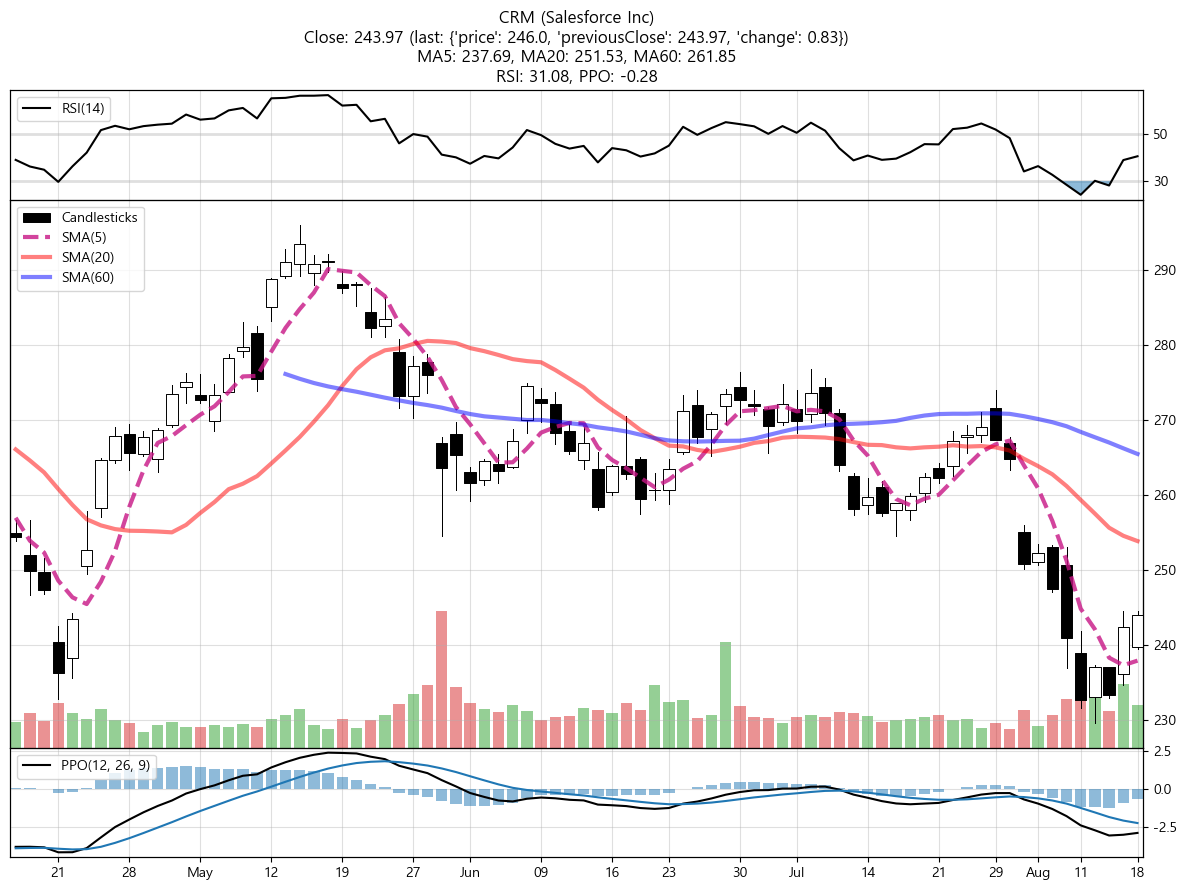 CRM (Salesforce Inc)
Close: 243.97 (last: {'price': 246.0, 'previousClose': 243.97, 'change': 0.83})
MA5: 237.69, MA20: 251.53, MA60: 261.85
RSI: 31.08, PPO: -0.28
RSI(14)
50
30
Candlesticks
SMA(5)
SMA(20)
SMA(60)
290
280
270
260
250
240
230
PPO(12, 26, 9)
2.5
0.0
−2.5
21 28 May 12 19 27 Jun 09 16 23 30 Jul 14 21 29 Aug 11 18